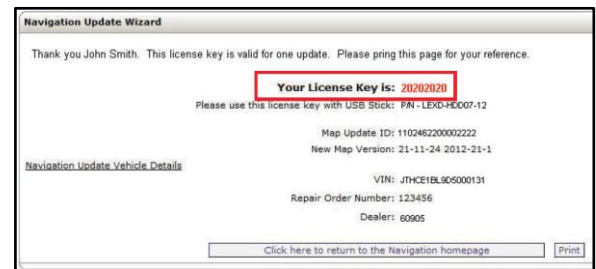 Navigation Update Wizard
Thank you John Smith. This license key is valid for one update. Please pring this page for your reference.
Your License Key is: 20202020
Please use this license key with USB Stick: P/N - LEXD-HDD07-12
Map Update ID: 1102462200002222
New Map Version: 21-11-24 2012-21-1
Navigation Update Vehicle Details
VIN: JTHCE1BL9D5000131
Repair Order Number: 123456
Dealer: 60905
Click here to return to the Navigation homepage Print